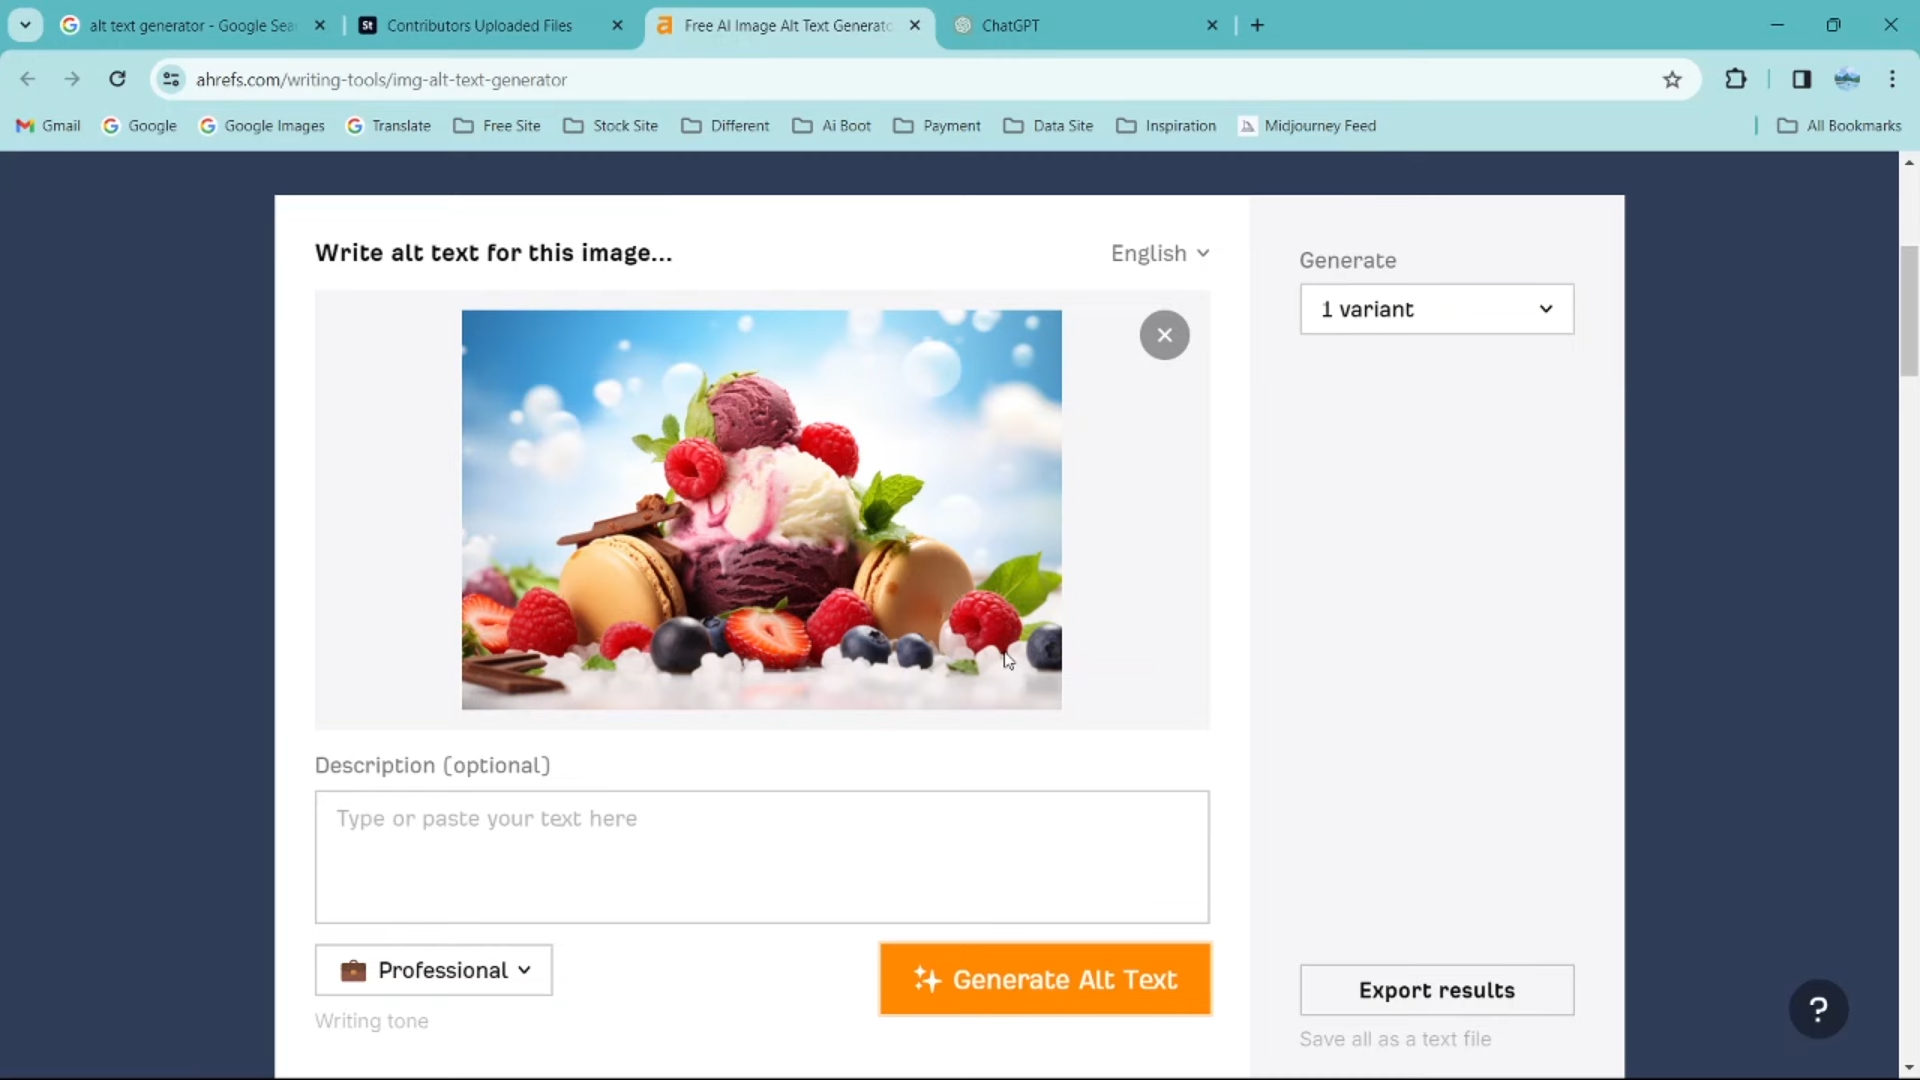 alt text generator - Google Sea
St Contributors Uploaded Files
Free AI Image Alt Text Generato
ChatGPT
ahrefs.com/writing-tools/img-alt-text-generator
Gmail
Google
Google Images
Translate
Free Site
Stock Site
Different
Ai Boot
Payment
Data Site
Inspiration
Midjourney Feed
All Bookmarks
Write alt text for this image...
English
Generate
1 variant
Description (optional)
Type or paste your text here
Professional
Generate Alt Text
Writing tone
Export results
Save all as a text file
?